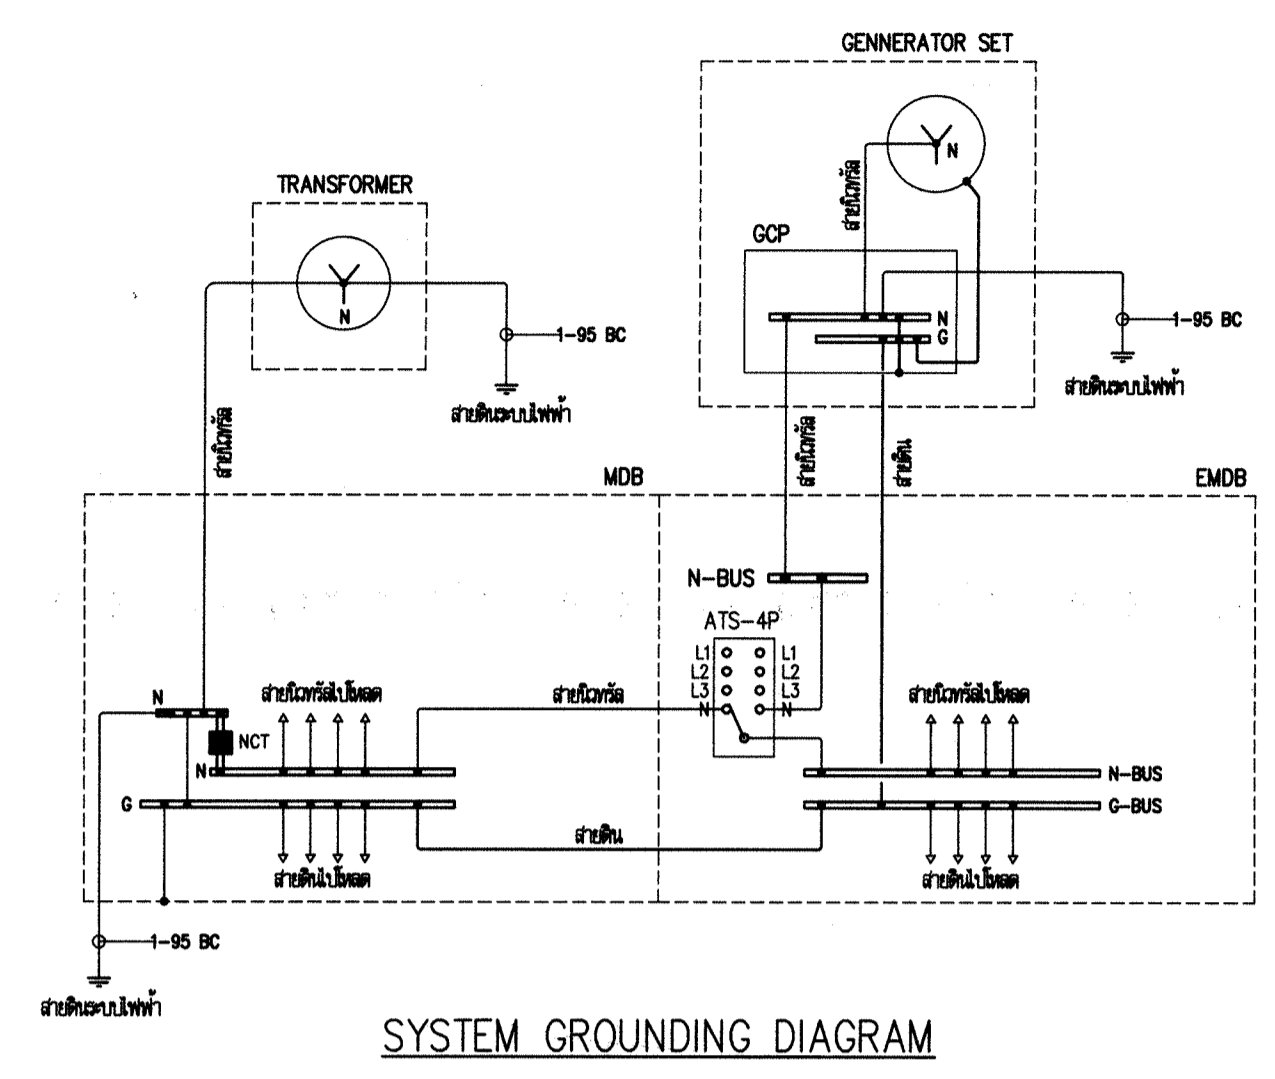 GENNERATOR SET
N
สายนิวทรัล
TRANSFORMER
GCP
N
N
G
1-95 BC
1-95 BC
สายดินระบบไฟฟ้า
สายดินระบบไฟฟ้า
สายนิวทรัล
สายนิวทรัล
สายดิน
MDB
EMDB
N-BUS
ATS-4P
L1 L1
L2 L2
L3 L3
N N
N
สายนิวทรัลไปโหลด
สายนิวทรัล
สายนิวทรัลไปโหลด
NCT
N
N-BUS
G
G-BUS
สายดิน
สายดินไปโหลด
สายดินไปโหลด
1-95 BC
สายดินระบบไฟฟ้า
SYSTEM GROUNDING DIAGRAM